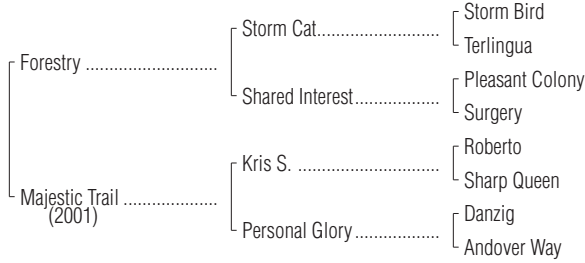 Storm Bird
Storm Cat
Terlingua
Forestry
Pleasant Colony
Shared Interest
Surgery
Roberto
Kris S.
Sharp Queen
Majestic Trail
(2001)
Danzig
Personal Glory
Andover Way